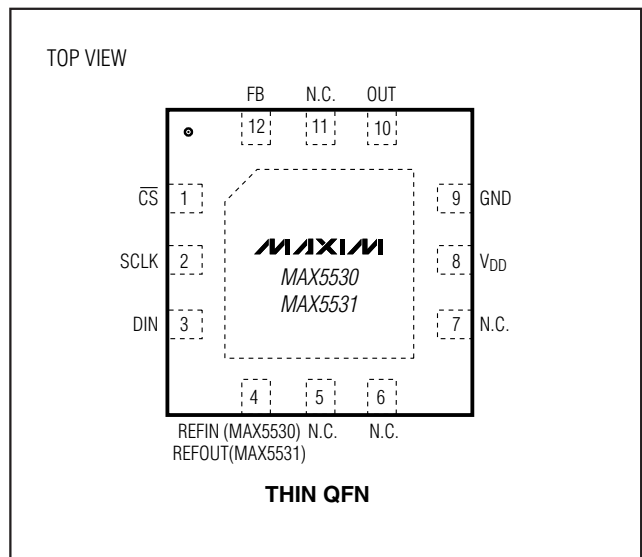 TOP VIEW
FB N.C. OUT
12 11 10
C̅S̅ 1 9 GND
MAXIM
SCLK 2 MAX5530 8 VDD
MAX5531
DIN 3 7 N.C.
4 5 6
REFIN (MAX5530) N.C. N.C.
REFOUT(MAX5531)
THIN QFN